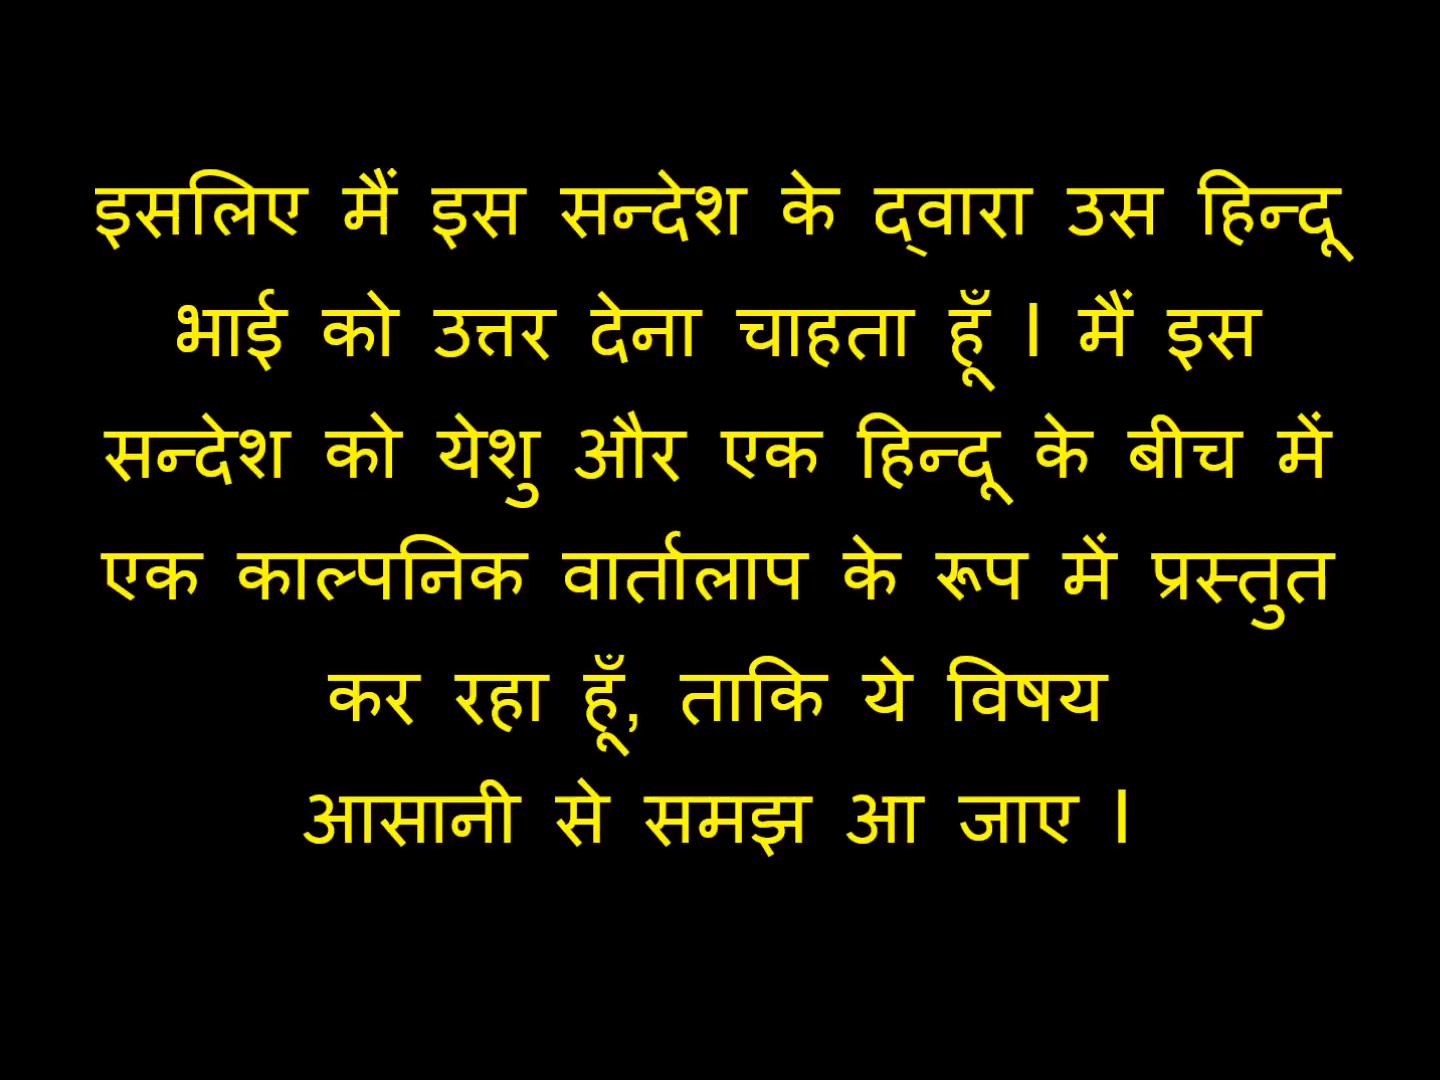 इसलिए मैं इस सन्देश के द्‌वारा उस हिन्दू
भाई को उत्तर देना चाहता हूँ । मैं इस
सन्देश को येशु और एक हिन्दू के बीच में
एक काल्पनिक वार्तालाप के रूप में प्रस्तुत
कर रहा हूँ, ताकि ये विषय
आसानी से समझ आ जाए ।